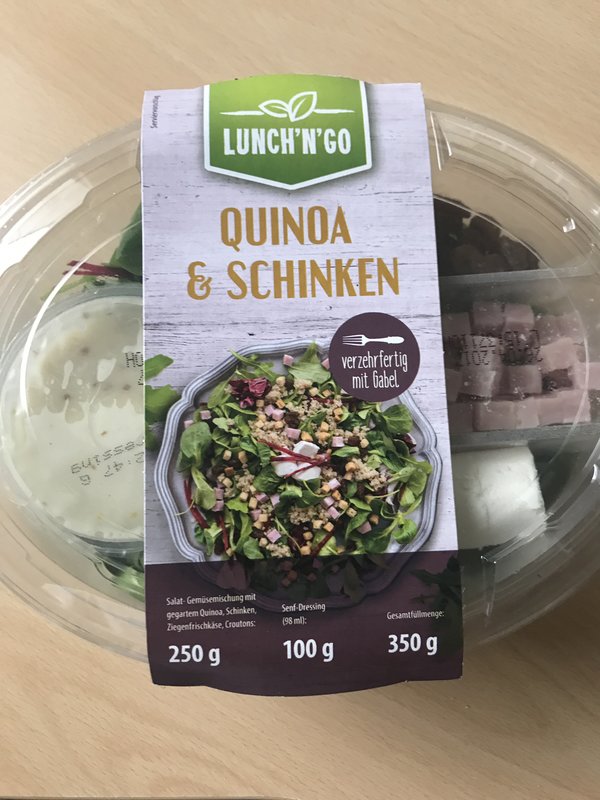 Serviervorschlag
LUNCH'N'GO
QUINOA
& SCHINKEN
verzehrfertig
mit Gabel
Salat- Gemüsemischung mit
gegartem Quinoa, Schinken,
Ziegenfrischkäse, Croutons:
250 g
Senf-Dressing
(98 ml):
100 g
Gesamtfüllmenge:
350 g